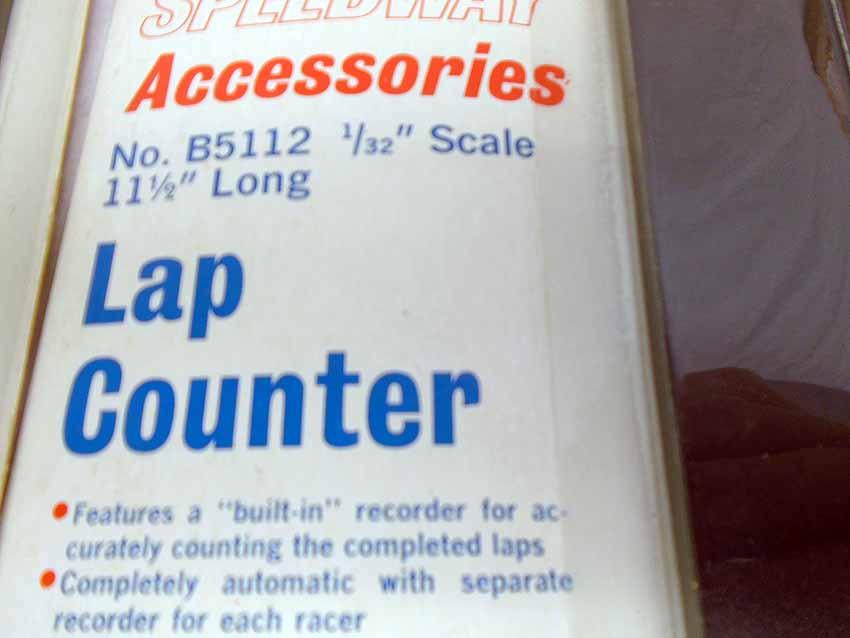 SPEEDWAY
Accessories
No. B5112 1/32" Scale
11½" Long
Lap
Counter
•Features a "built-in" recorder for ac-
curately counting the completed laps
•Completely automatic with separate
recorder for each racer